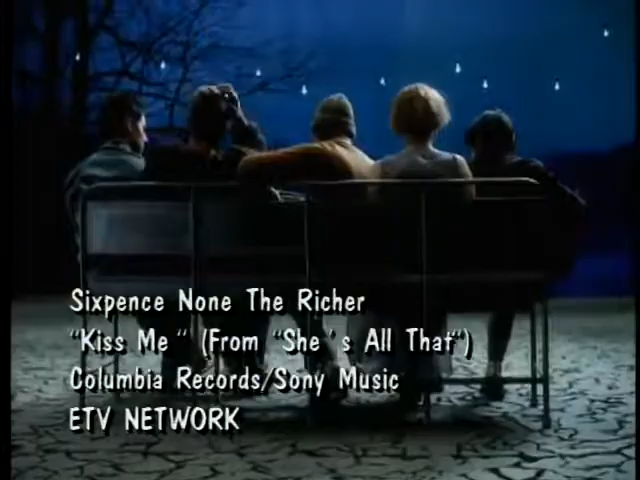 Sixpence None The Richer
"Kiss Me" (From "She's All That")
Columbia Records/Sony Music
ETV NETWORK